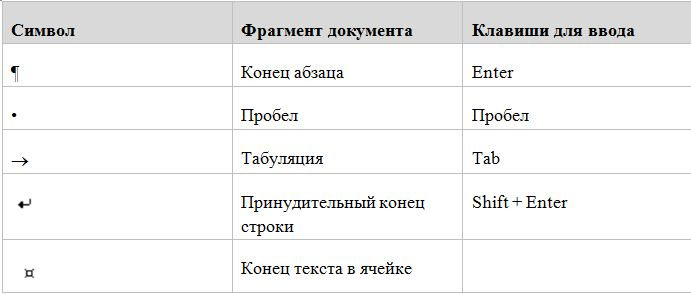 Символ Фрагмент документа Клавиши для ввода
¶ Конец абзаца Enter
• Пробел Пробел
→ Табуляция Tab
↵ Принудительный конец Shift + Enter
строки
¤ Конец текста в ячейке